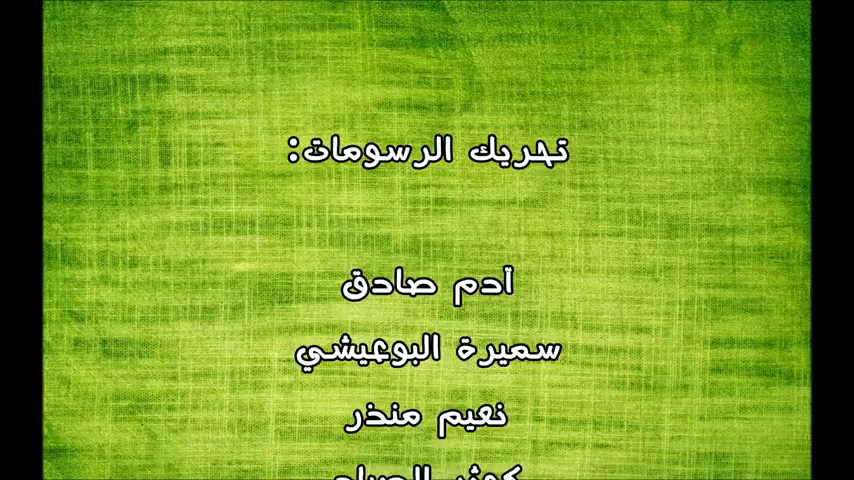 تحريك الرسومات:
آدم صادق
سميرة البوعيشي
نعيم منذر